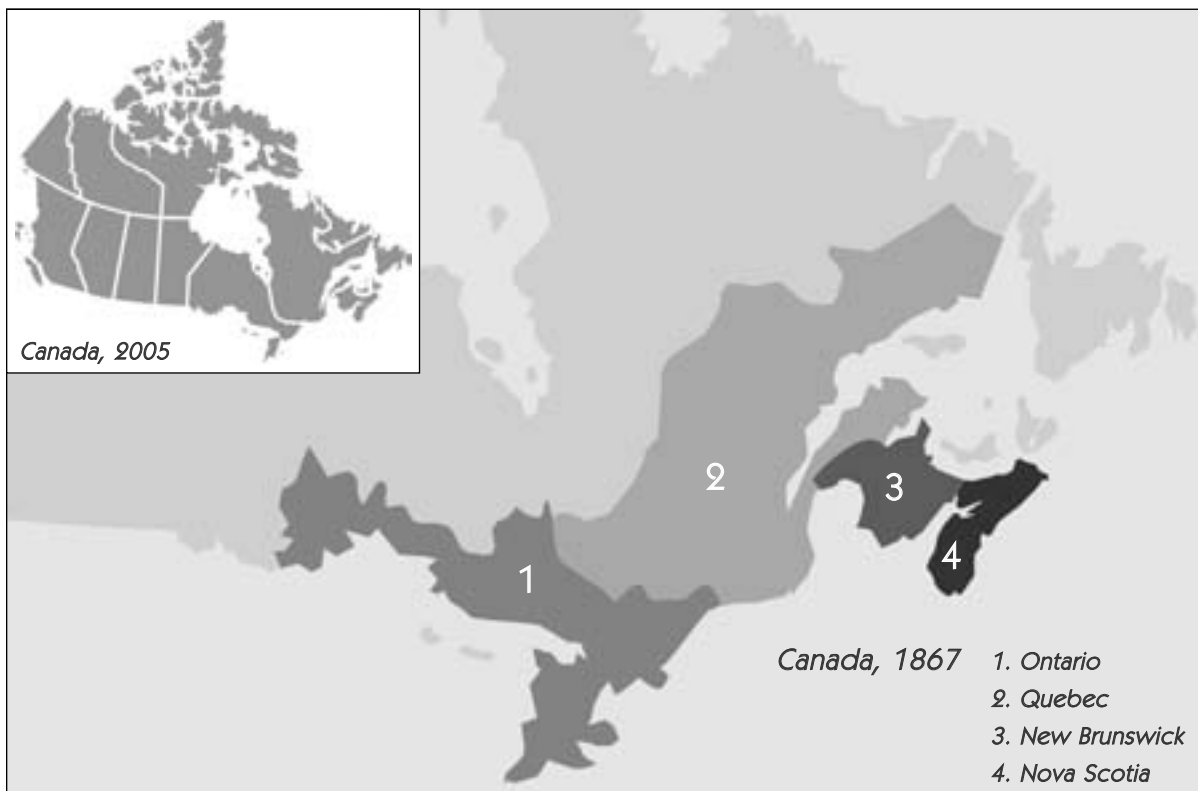 Canada, 2005
1
2
3
4
Canada, 1867
1. Ontario
2. Quebec
3. New Brunswick
4. Nova Scotia